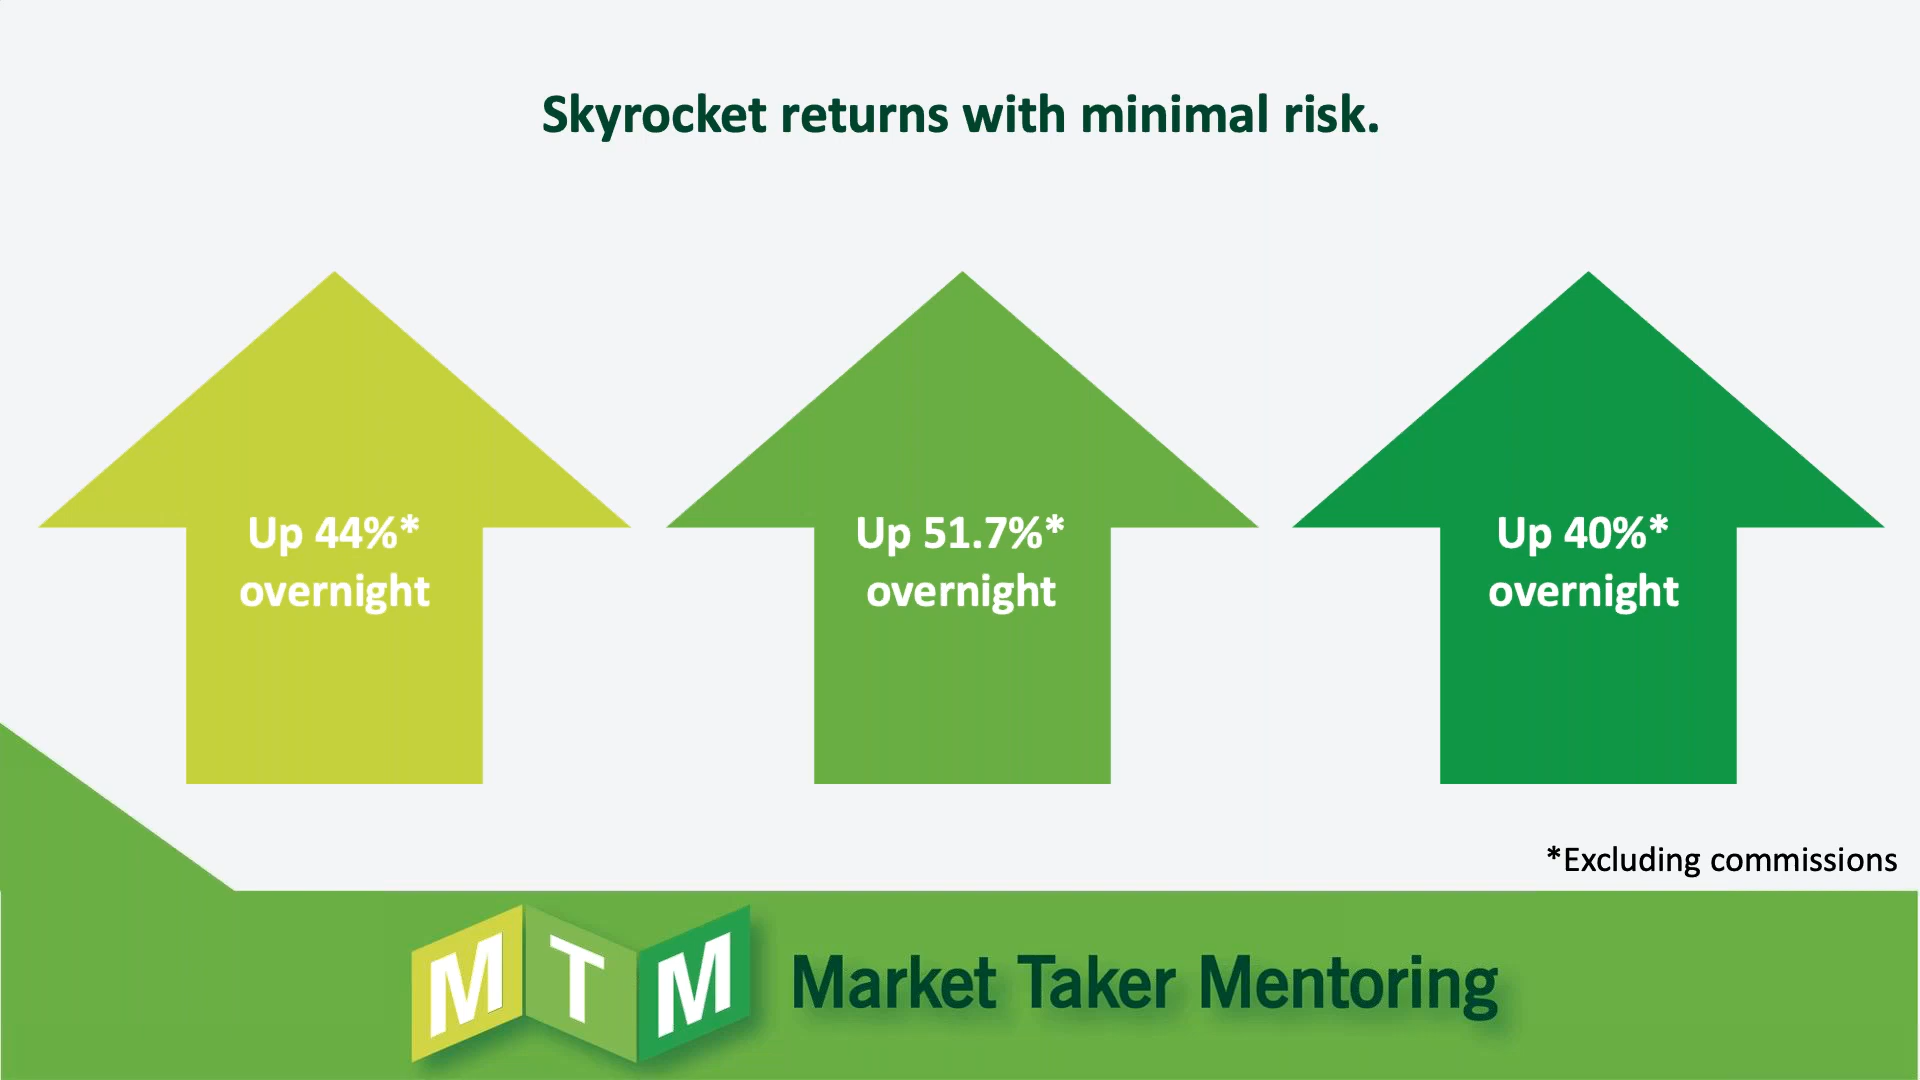 Skyrocket returns with minimal risk.
Up 44%*
overnight
Up 51.7%*
overnight
Up 40%*
overnight
*Excluding commissions
MTM Market Taker Mentoring